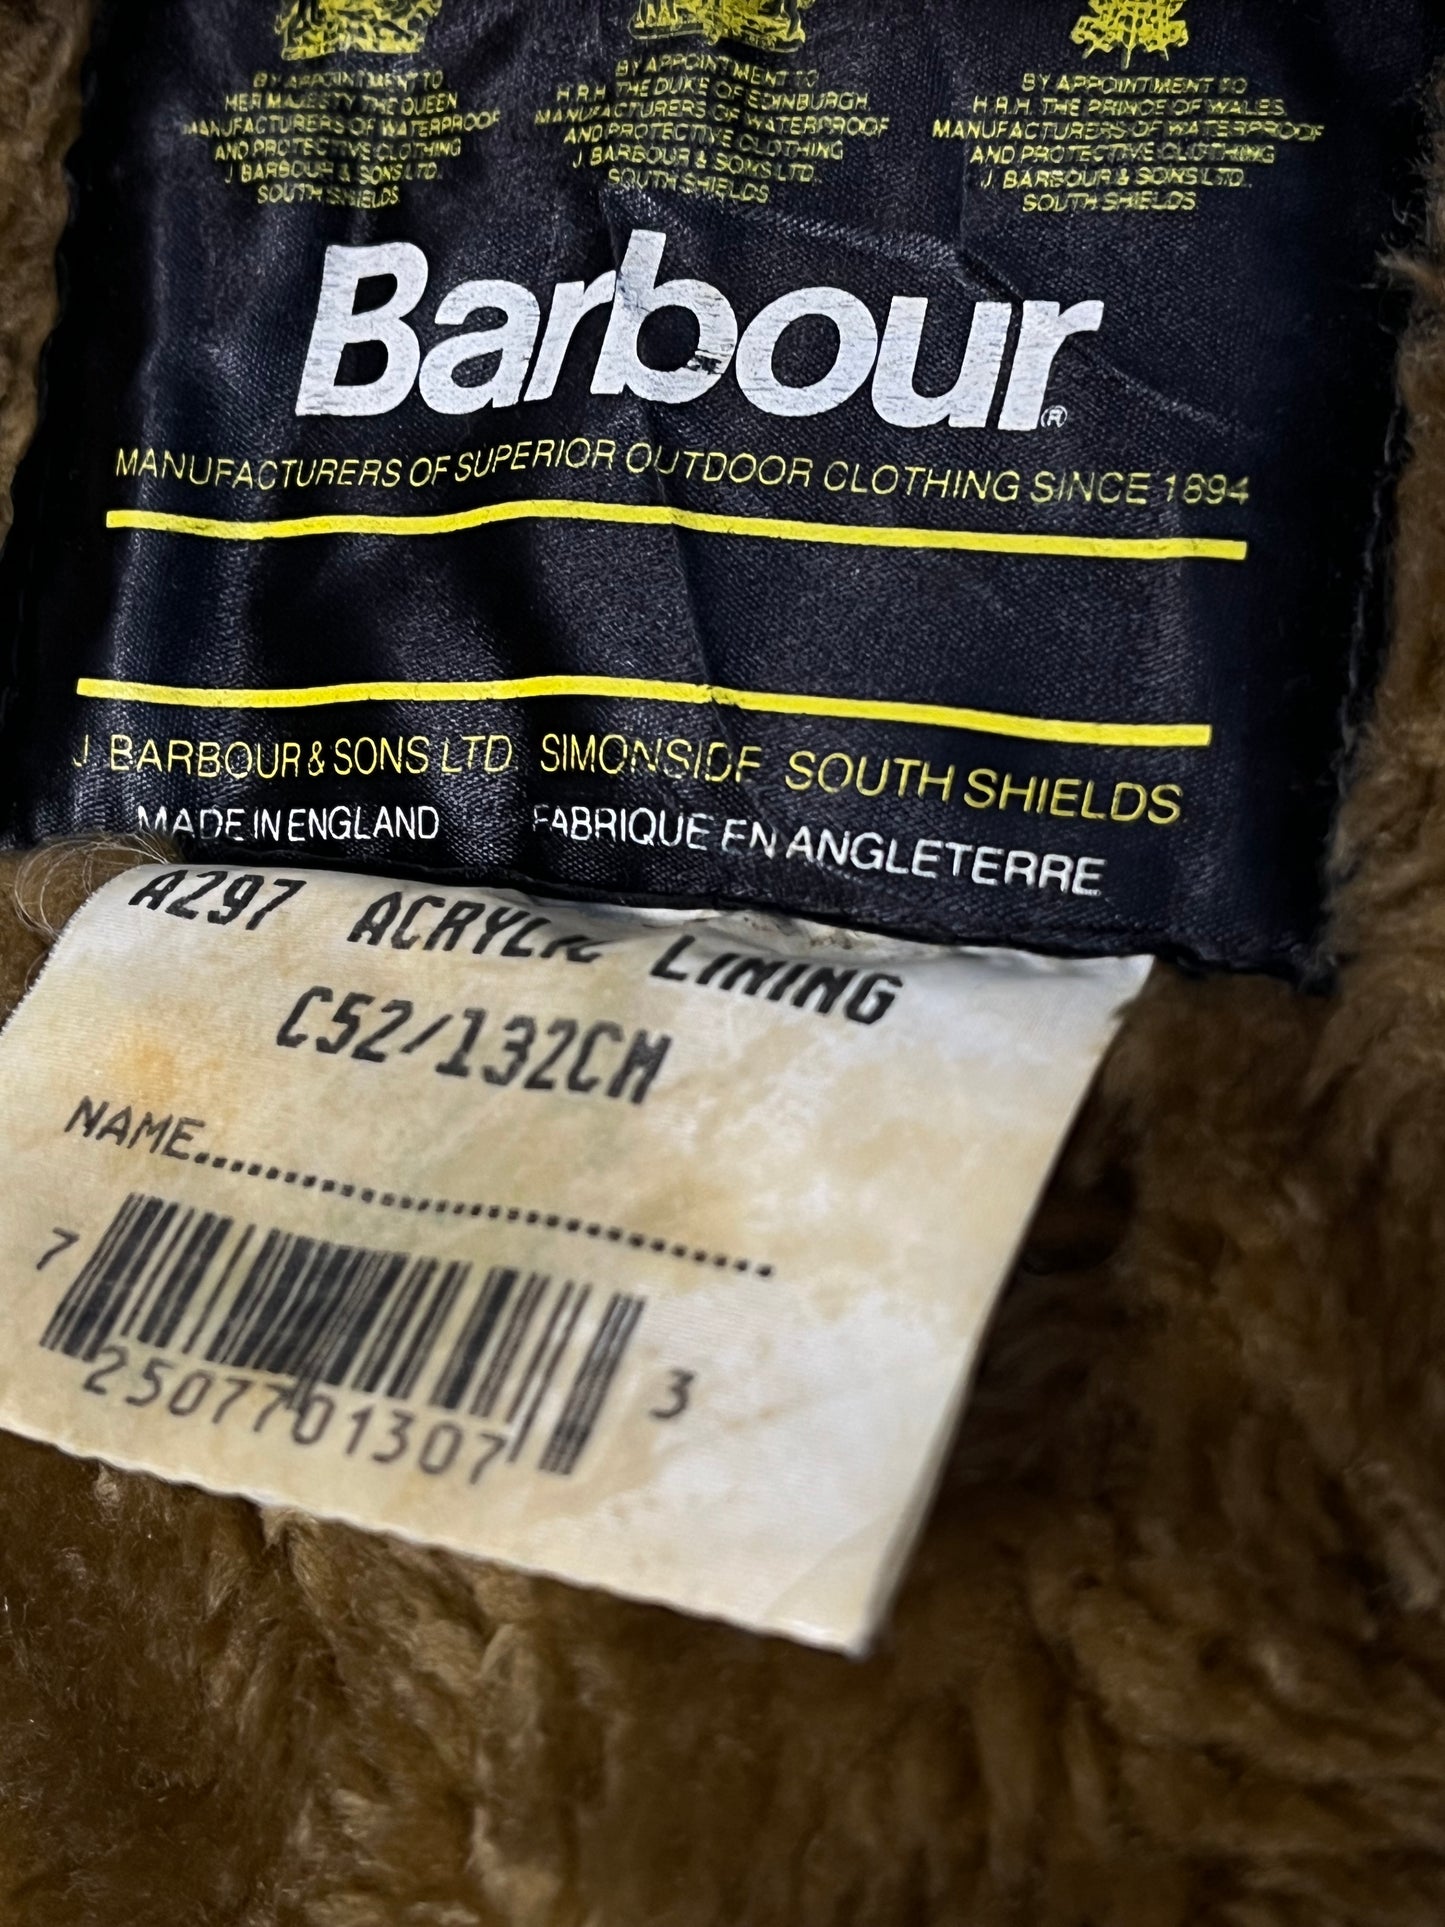 BY APPOINTMENT TO
HER MAJESTY THE QUEEN
MANUFACTURERS OF WATERPROOF
AND PROTECTIVE CLOTHING
J. BARBOUR & SONS LTD.
SOUTH SHIELDS
BY APPOINTMENT TO
H.R.H. THE DUKE OF EDINBURGH
MANUFACTURERS OF WATERPROOF
AND PROTECTIVE CLOTHING
J. BARBOUR & SONS LTD.
SOUTH SHIELDS
BY APPOINTMENT TO
H.R.H. THE PRINCE OF WALES
MANUFACTURERS OF WATERPROOF
AND PROTECTIVE CLOTHING
J. BARBOUR & SONS LTD.
SOUTH SHIELDS
Barbour®
MANUFACTURERS OF SUPERIOR OUTDOOR CLOTHING SINCE 1894
J BARBOUR & SONS LTD SIMONSIDE SOUTH SHIELDS
MADE IN ENGLAND FABRIQUE EN ANGLETERRE
A297 ACRYLIC LINING
C52/132CM
NAME................................
7 250770 1307 3